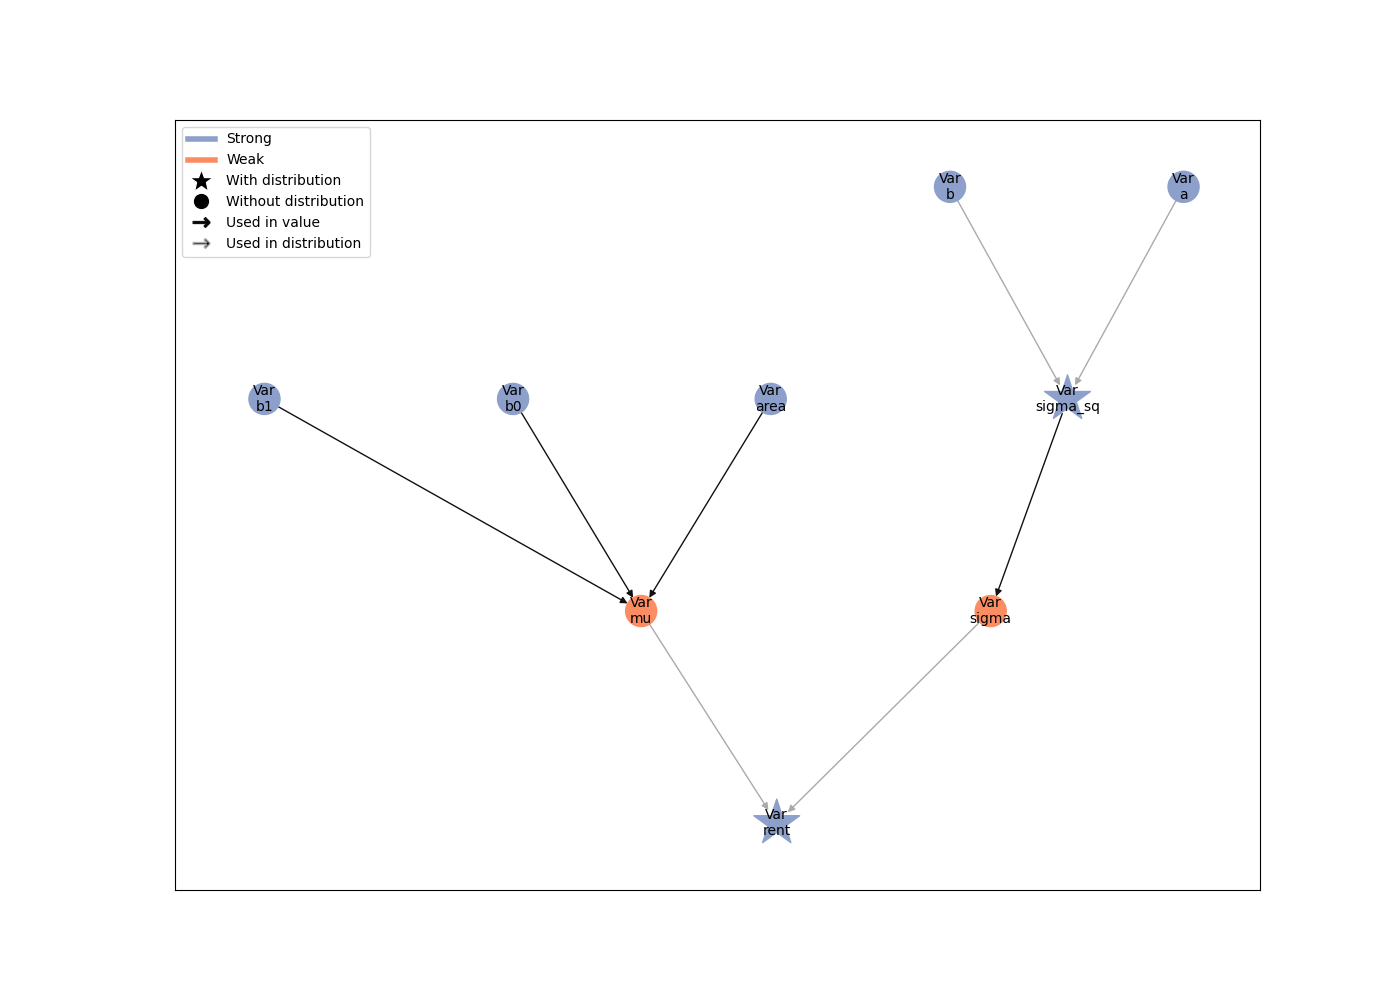 Strong
Weak
With distribution
Without distribution
Used in value
Used in distribution
Var
b
Var
a
Var
b1
Var
b0
Var
area
Var
sigma_sq
Var
mu
Var
sigma
Var
rent